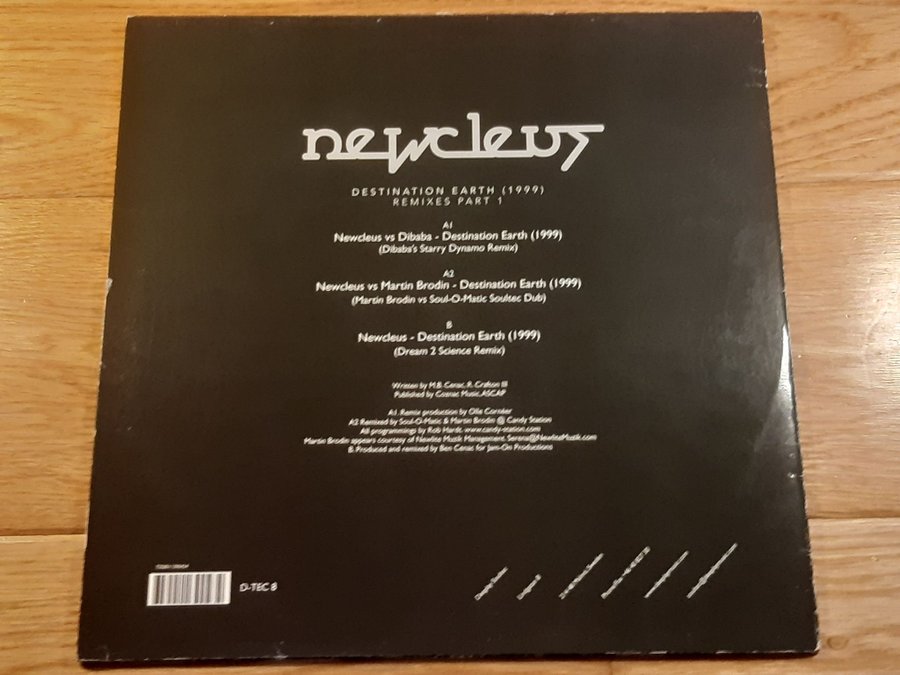 newcleus
DESTINATION EARTH (1999)
REMIXES PART 1
A1
Newcleus vs Dibaba - Destination Earth (1999)
(Dibaba's Starry Dynamo Remix)
A2
Newcleus vs Martin Brodin - Destination Earth (1999)
(Martin Brodin vs Soul-O-Matic Soultec Dub)
B
Newcleus - Destination Earth (1999)
(Dream 2 Science Remix)
Written by M.B. Cenac, R. Crafton III
Published by Cosnac Music, ASCAP
A1. Remix production by Olle Cornéer
A2 Remixed by Soul-O-Matic & Martin Brodin @ Candy Station
All programmings by Rob Hardt. www.candy-station.com
Martin Brodin appears courtesy of Newlite Muzik Management. Serena@NewliteMuzik.com
B. Produced and remixed by Ben Cenac for Jam-On Productions
D-TEC 8